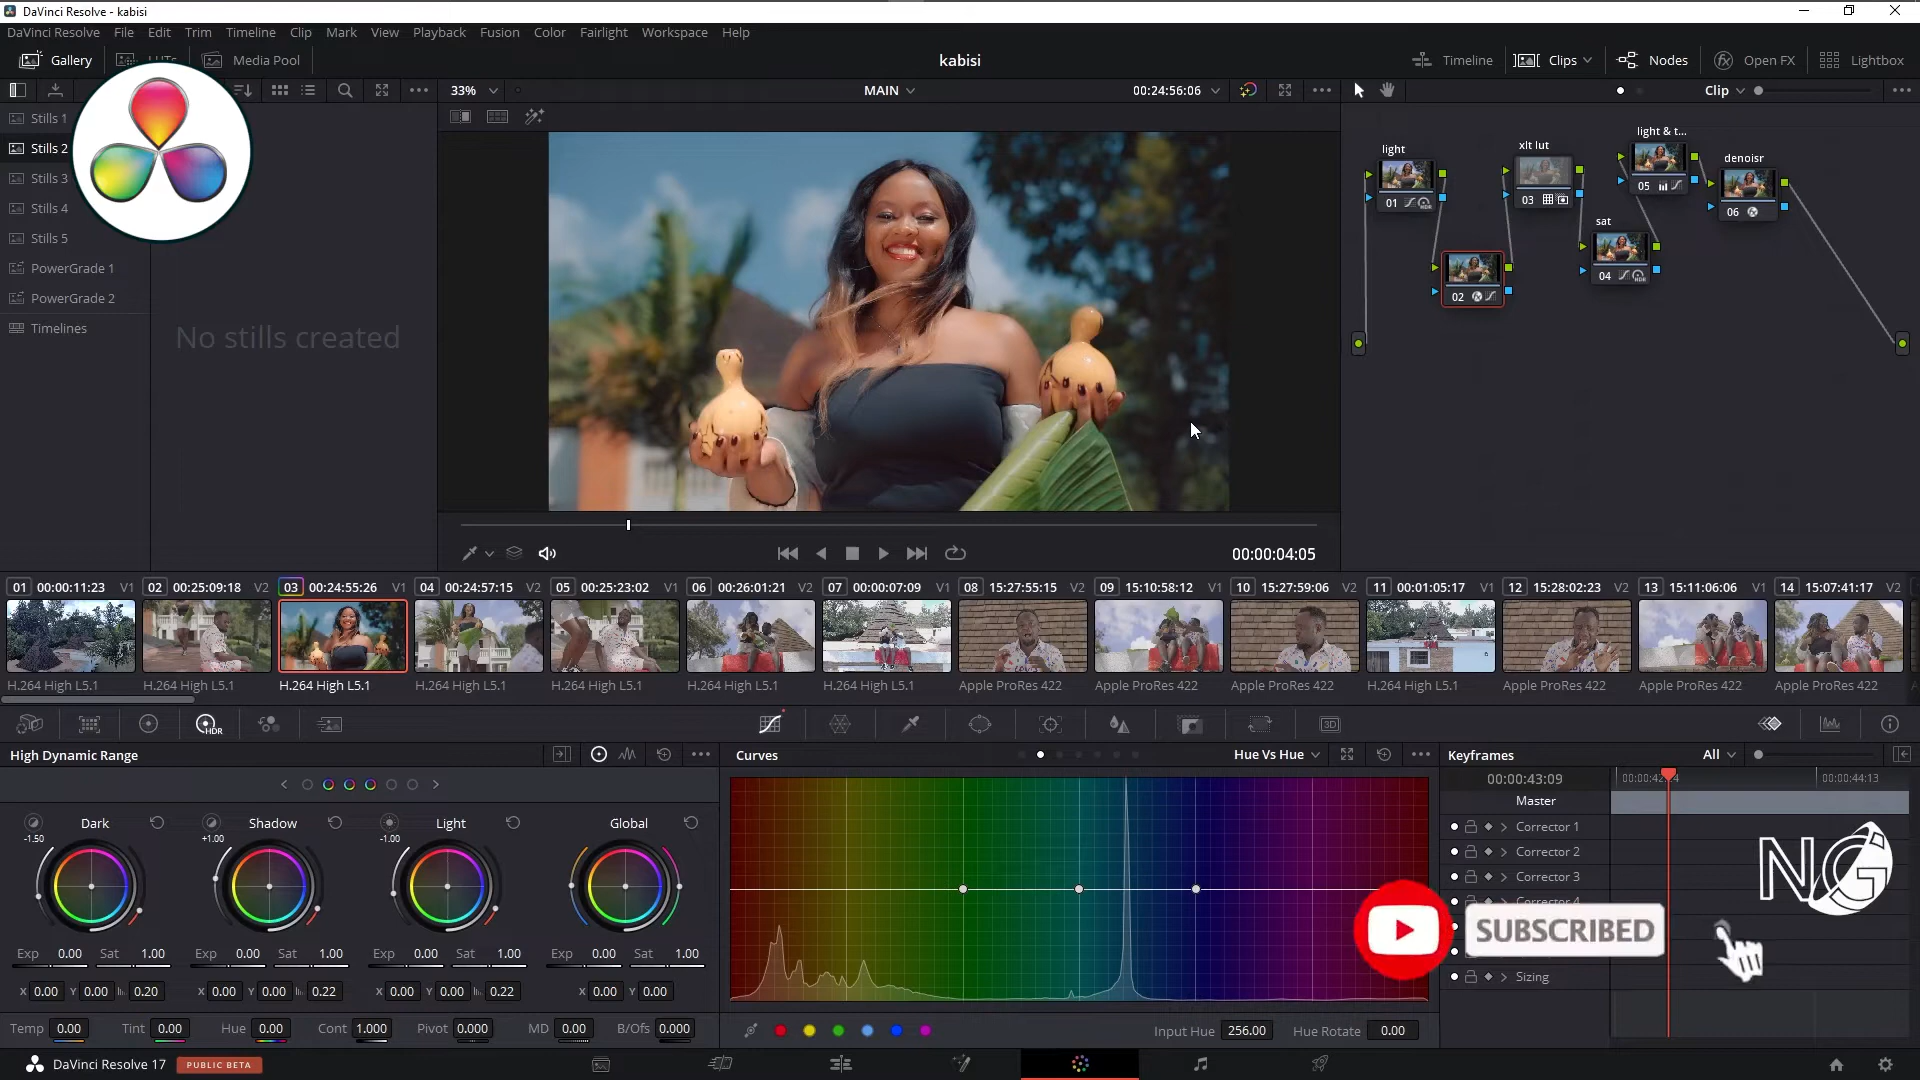 DaVinci Resolve - kabisi
DaVinci Resolve File Edit Trim Timeline Clip Mark View Playback Fusion Color Fairlight Workspace Help
Gallery Media Pool kabisi Timeline Clips Nodes Open FX Lightbox
33% MAIN 00:24:56:06 Clip
Stills 1
Stills 2
Stills 3
Stills 4
Stills 5
PowerGrade 1
PowerGrade 2
Timelines
No stills created
light
01
02
xlt lut
03
sat
04
light & t...
05
denoisr
06
00:00:04:05
01 00:00:11:23 V1 02 00:25:09:18 V2 03 00:24:55:26 V1 04 00:24:57:15 V2 05 00:25:23:02 V1 06 00:26:01:21 V2 07 00:00:07:09 V1 08 15:27:55:15 V2 09 15:10:58:12 V1 10 15:27:59:06 V2 11 00:01:05:17 V1 12 15:28:02:23 V2 13 15:11:06:06 V1 14 15:07:41:17 V2
H.264 High L5.1 H.264 High L5.1 H.264 High L5.1 H.264 High L5.1 H.264 High L5.1 H.264 High L5.1 H.264 High L5.1 Apple ProRes 422 Apple ProRes 422 Apple ProRes 422 H.264 High L5.1 Apple ProRes 422 Apple ProRes 422 Apple ProRes 422
HDR 3D
High Dynamic Range
Dark Shadow Light Global
-1.50 +1.00 -1.00
Exp 0.00 Sat 1.00 Exp 0.00 Sat 1.00 Exp 0.00 Sat 1.00 Exp 0.00 Sat 1.00
X 0.00 Y 0.00 0.20 X 0.00 Y 0.00 0.22 X 0.00 Y 0.00 0.22 X 0.00 Y 0.00
Temp 0.00 Tint 0.00 Hue 0.00 Cont 1.000 Pivot 0.000 MD 0.00 B/Ofs 0.000
Curves Hue Vs Hue
Input Hue 256.00 Hue Rotate 0.00
Keyframes All
00:00:43:09 00:00:44:13
Master
Corrector 1
Corrector 2
Corrector 3
SUBSCRIBED
Sizing
NG
DaVinci Resolve 17 PUBLIC BETA